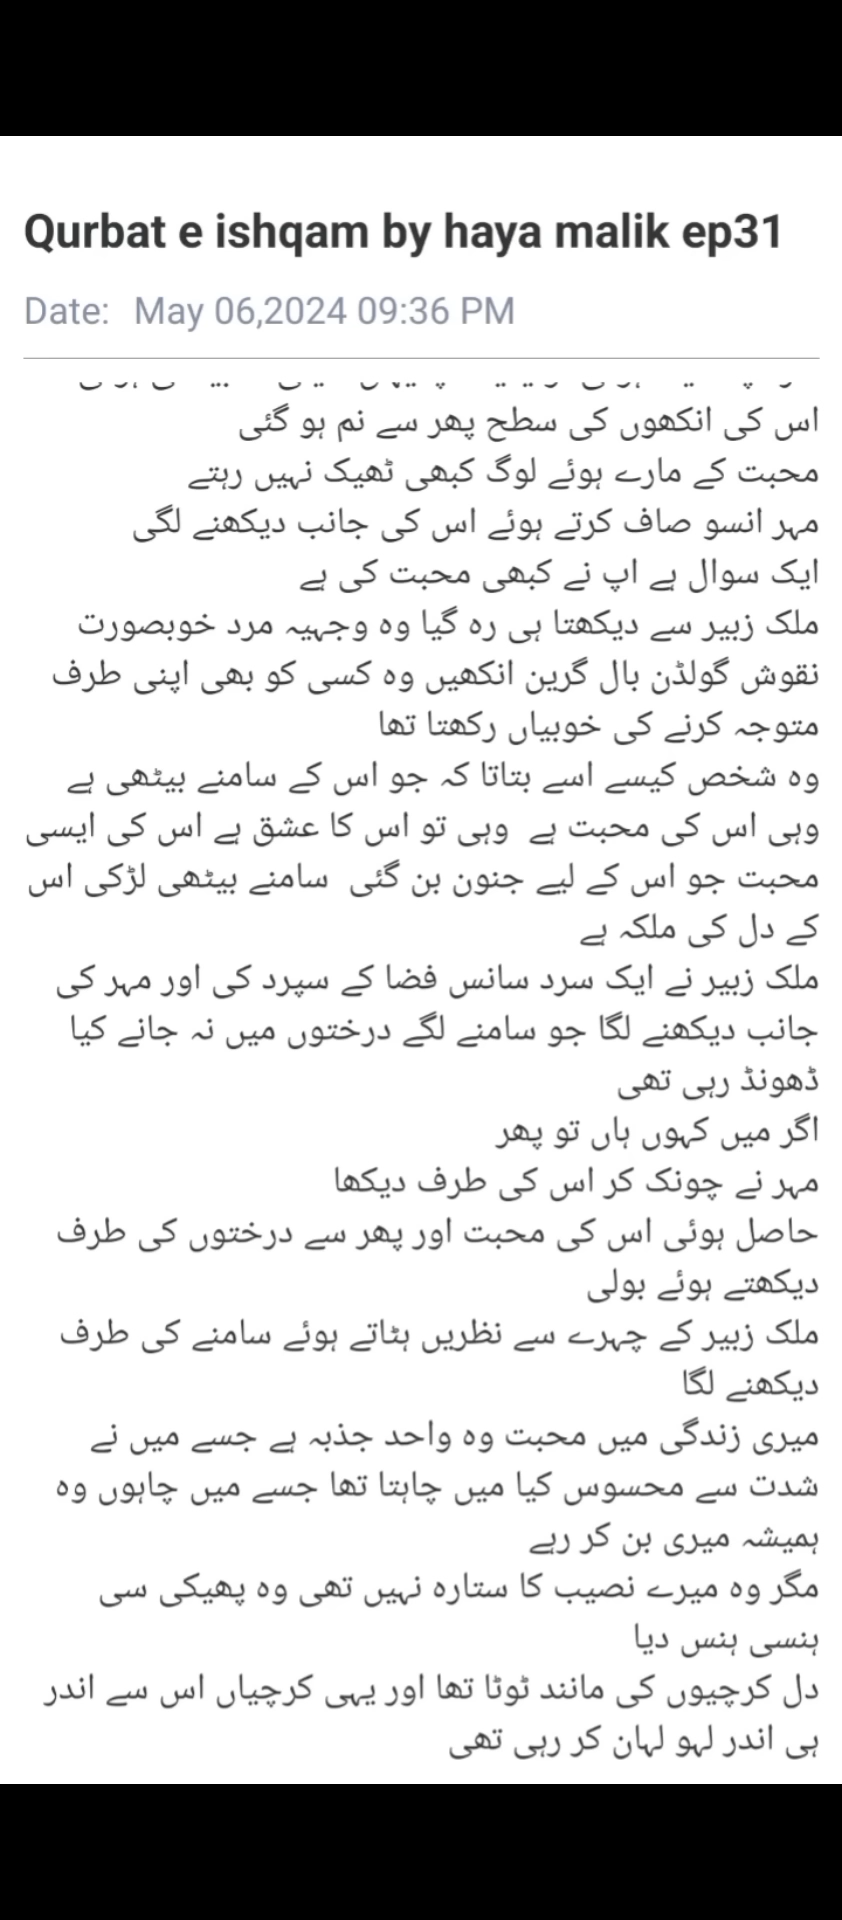 Qurbat e ishqam by haya malik ep31
Date: May 06,2024 09:36 PM
اس کی انکھوں کی سطح پھر سے نم ہو گئی
محبت کے مارے ہوئے لوگ کبھی ٹھیک نہیں رہتے
مہر انسو صاف کرتے ہوئے اس کی جانب دیکھنے لگی
ایک سوال ہے اپ نے کبھی محبت کی ہے
ملک زبیر سے دیکھتا ہی رہ گیا وہ وجہیہ مرد خوبصورت
نقوش گولڈن بال گرین انکھیں وہ کسی کو بھی اپنی طرف
متوجہ کرنے کی خوبیاں رکھتا تھا
وہ شخص کیسے اسے بتاتا کہ جو اس کے سامنے بیٹھی ہے
وہی اس کی محبت ہے وہی تو اس کا عشق ہے اس کی ایسی
محبت جو اس کے لیے جنون بن گئی سامنے بیٹھی لڑکی اس
کے دل کی ملکہ ہے
ملک زبیر نے ایک سرد سانس فضا کے سپرد کی اور مہر کی
جانب دیکھنے لگا جو سامنے لگے درختوں میں نہ جانے کیا
ڈھونڈ رہی تھی
اگر میں کہوں ہاں تو پھر
مہر نے چونک کر اس کی طرف دیکھا
حاصل ہوئی اس کی محبت اور پھر سے درختوں کی طرف
دیکھتے ہوئے بولی
ملک زبیر کے چہرے سے نظریں ہٹاتے ہوئے سامنے کی طرف
دیکھنے لگا
میری زندگی میں محبت وہ واحد جذبہ ہے جسے میں نے
شدت سے محسوس کیا میں چاہتا تھا جسے میں چاہوں وہ
ہمیشہ میری بن کر رہے
مگر وہ میرے نصیب کا ستارہ نہیں تھی وہ پھیکی سی
ہنسی ہنس دیا
دل کرچیوں کی مانند ٹوٹا تھا اور یہی کرچیاں اس سے اندر
ہی اندر لہو لہان کر رہی تھی